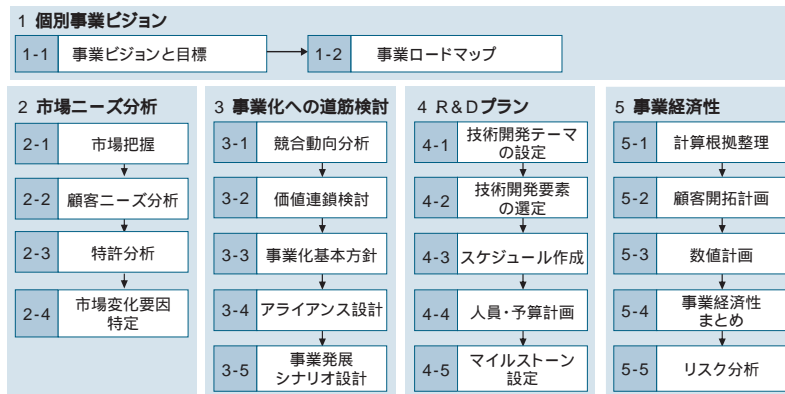 1 個別事業ビジョン
1-1 事業ビジョンと目標
1-2 事業ロードマップ
2 市場ニーズ分析
2-1 市場把握
2-2 顧客ニーズ分析
2-3 特許分析
2-4 市場変化要因
特定
3 事業化への道筋検討
3-1 競合動向分析
3-2 価値連鎖検討
3-3 事業化基本方針
3-4 アライアンス設計
3-5 事業発展
シナリオ設計
4 R&Dプラン
4-1 技術開発テーマ
の設定
4-2 技術開発要素
の選定
4-3 スケジュール作成
4-4 人員・予算計画
4-5 マイルストーン
設定
5 事業経済性
5-1 計算根拠整理
5-2 顧客開拓計画
5-3 数値計画
5-4 事業経済性
まとめ
5-5 リスク分析